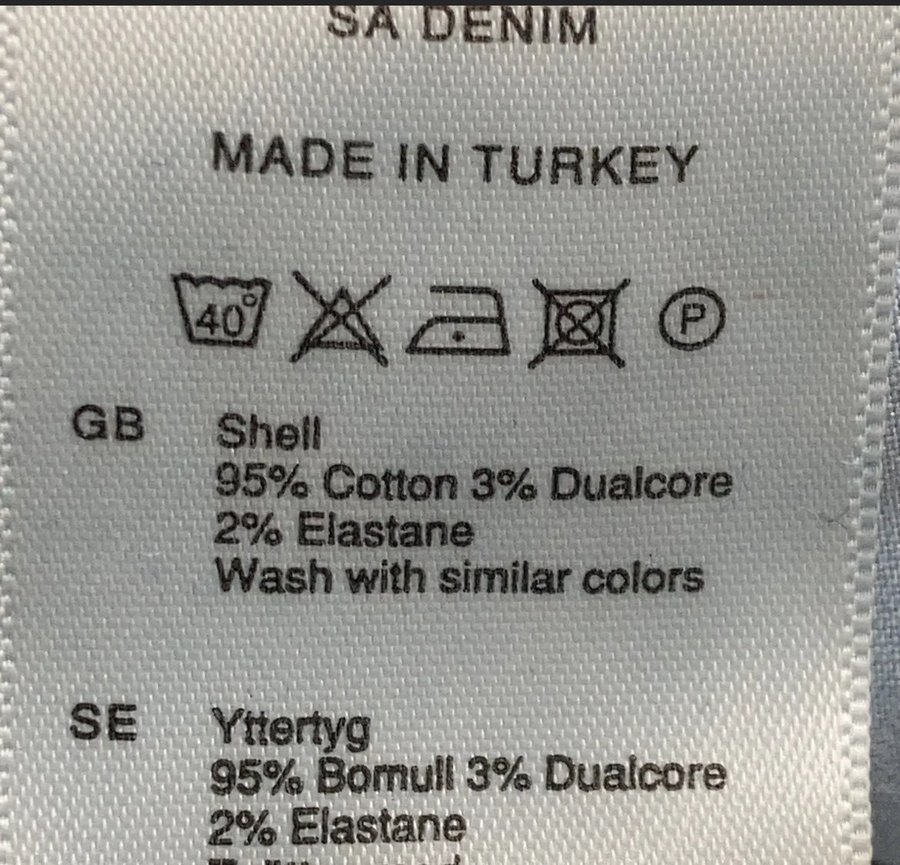 SA DENIM
MADE IN TURKEY
40° P
GB Shell
95% Cotton 3% Dualcore
2% Elastane
Wash with similar colors
SE Yttertyg
95% Bomull 3% Dualcore
2% Elastane